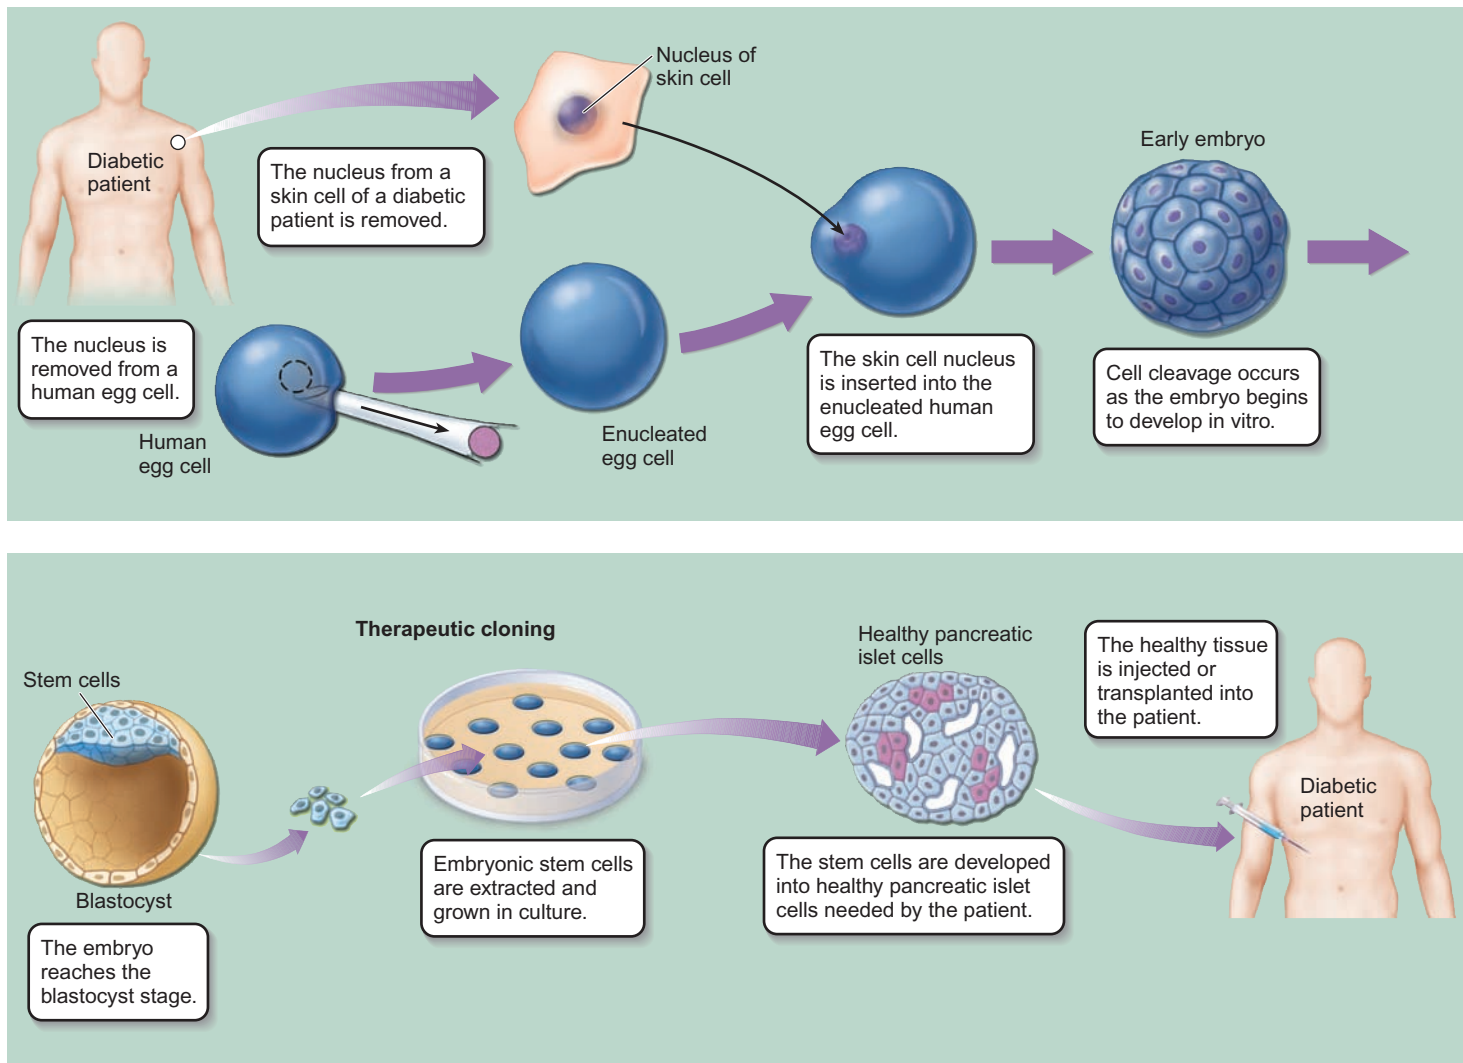 Nucleus of
skin cell
Diabetic
patient
The nucleus from a
skin cell of a diabetic
patient is removed.
Early embryo
The nucleus is
removed from a
human egg cell.
Human
egg cell
Enucleated
egg cell
The skin cell nucleus
is inserted into the
enucleated human
egg cell.
Cell cleavage occurs
as the embryo begins
to develop in vitro.
Therapeutic cloning
Stem cells
Blastocyst
The embryo
reaches the
blastocyst stage.
Embryonic stem cells
are extracted and
grown in culture.
Healthy pancreatic
islet cells
The stem cells are developed
into healthy pancreatic islet
cells needed by the patient.
The healthy tissue
is injected or
transplanted into
the patient.
Diabetic
patient